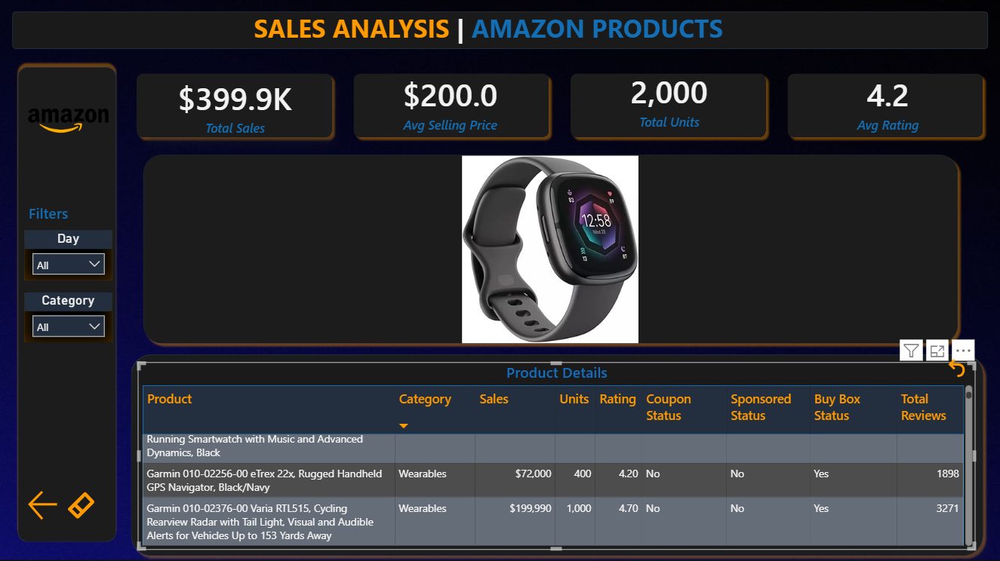 SALES ANALYSIS | AMAZON PRODUCTS
amazon
$399.9K
Total Sales
$200.0
Avg Selling Price
2,000
Total Units
4.2
Avg Rating
Filters
Day
All
Category
All
12:58
Product Details
Product Category Sales Units Rating Coupon Status Sponsored Status Buy Box Status Total Reviews
Running Smartwatch with Music and Advanced
Dynamics, Black
Garmin 010-02256-00 eTrex 22x, Rugged Handheld Wearables $72,000 400 4.20 No No Yes 1898
GPS Navigator, Black/Navy
Garmin 010-02376-00 Varia RTL515, Cycling Wearables $199,990 1,000 4.70 No No Yes 3271
Rearview Radar with Tail Light, Visual and Audible
Alerts for Vehicles Up to 153 Yards Away